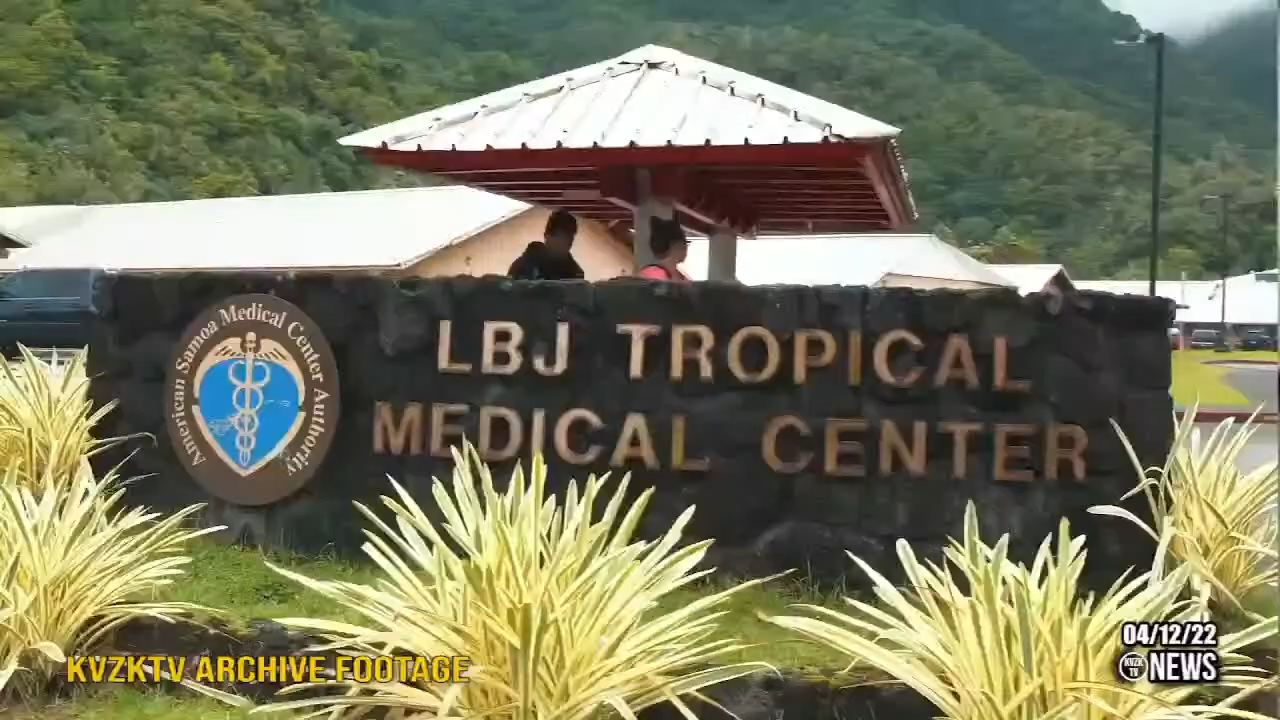 American Samoa Medical Center Authority
LBJ TROPICAL
MEDICAL CENTER
KVZKTV ARCHIVE FOOTAGE
04/12/22
KVZK
TV
NEWS